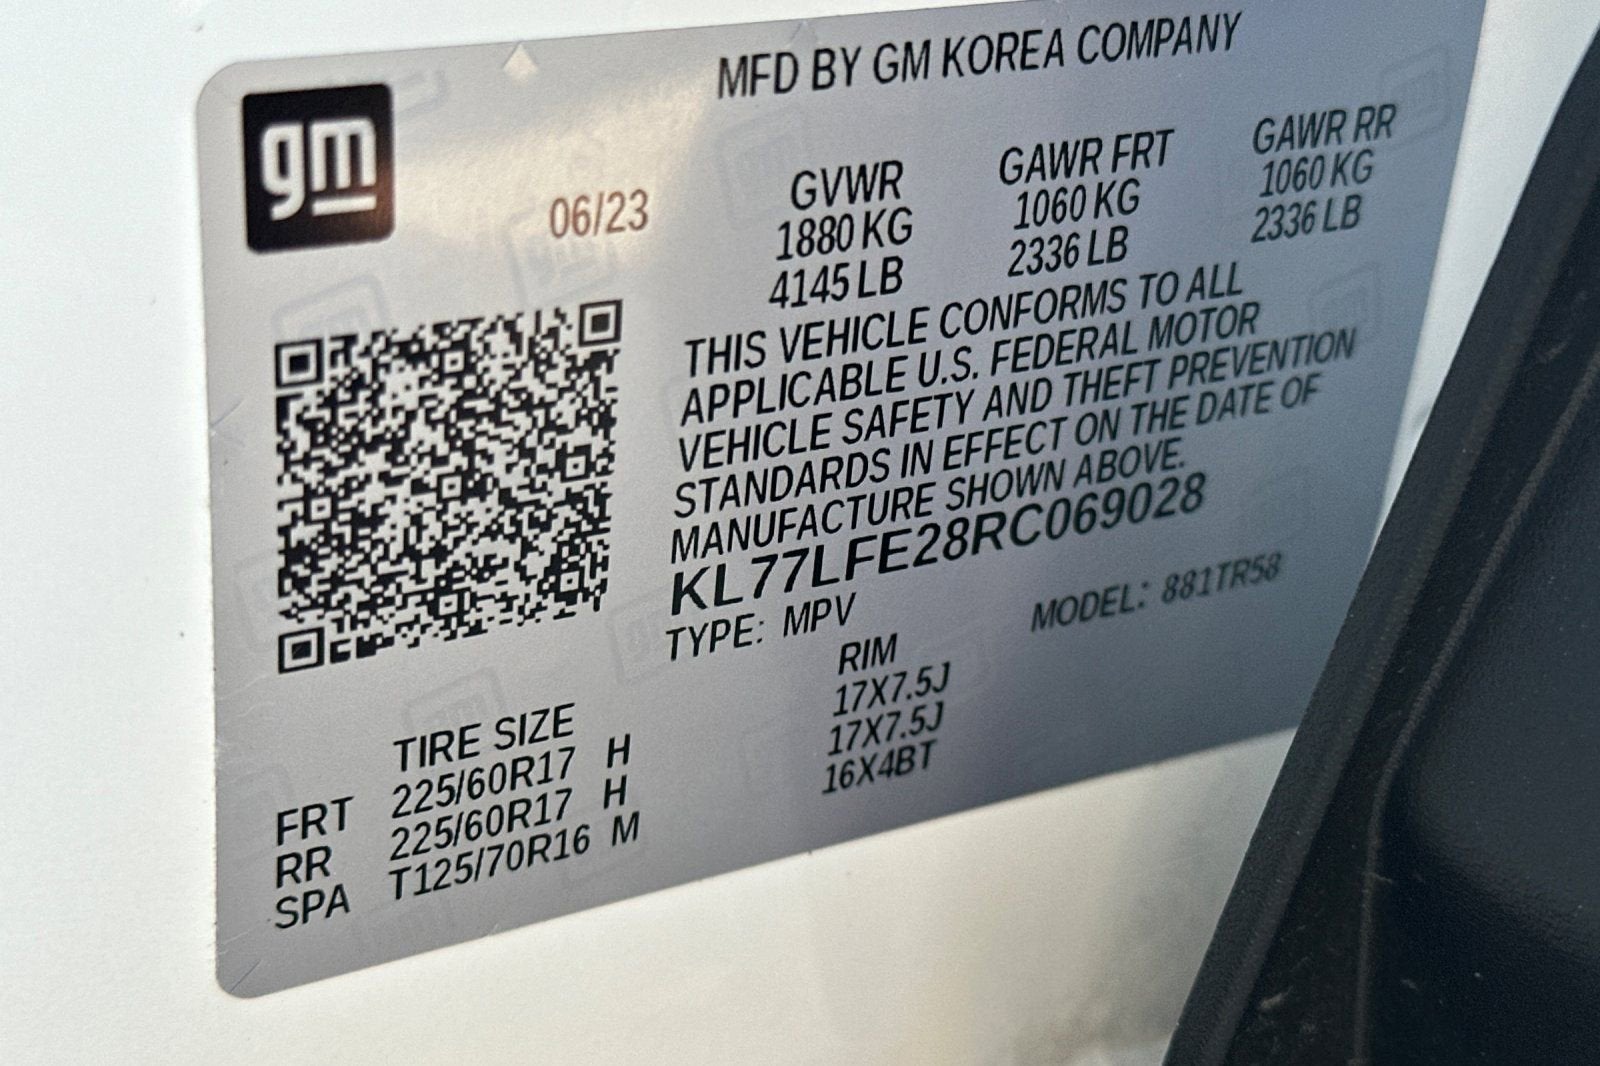 MFD BY GM KOREA COMPANY
gm
06/23
GVWR GAWR FRT GAWR RR
1880 KG 1060 KG 1060 KG
4145 LB 2336 LB 2336 LB
THIS VEHICLE CONFORMS TO ALL
APPLICABLE U.S. FEDERAL MOTOR
VEHICLE SAFETY AND THEFT PREVENTION
STANDARDS IN EFFECT ON THE DATE OF
MANUFACTURE SHOWN ABOVE.
KL77LFE28RC069028
TYPE: MPV MODEL: 881TR58
TIRE SIZE RIM
FRT 225/60R17 H 17X7.5J
RR 225/60R17 H 17X7.5J
SPA T125/70R16 M 16X4BT